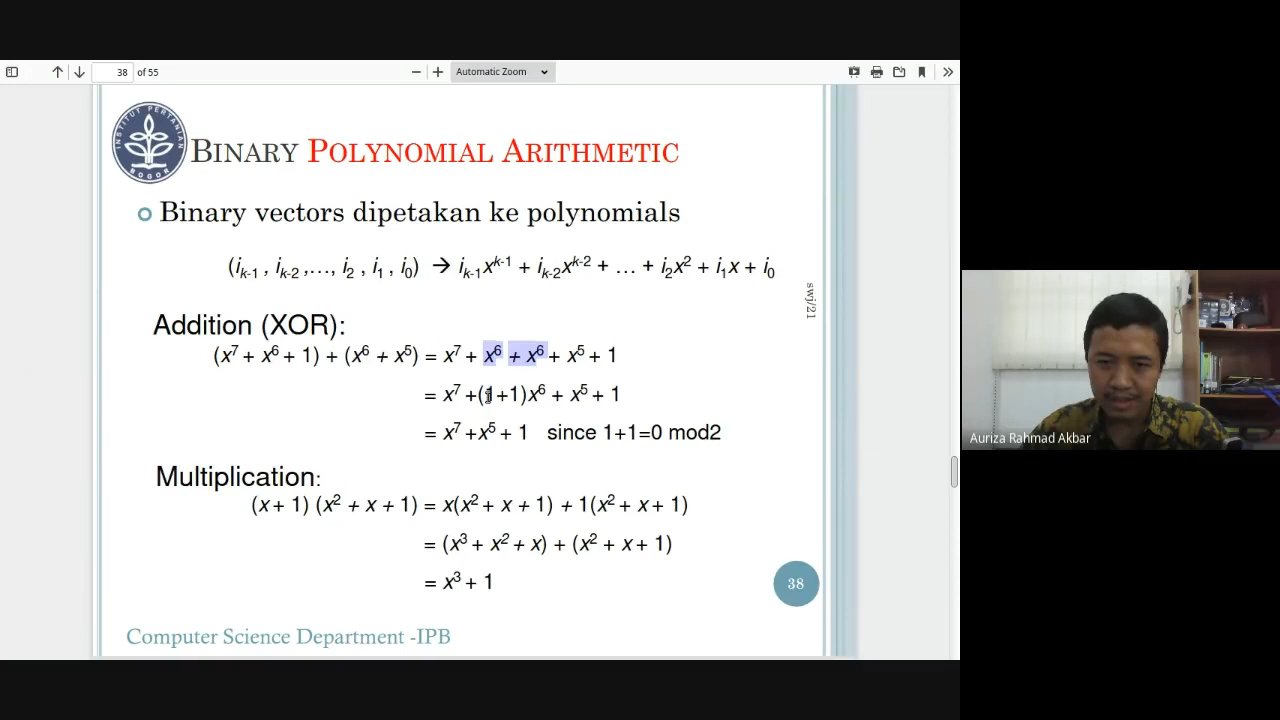 38 of 55
Automatic Zoom
INSTITUT PERTANIAN
BOGOR
BINARY POLYNOMIAL ARITHMETIC
Binary vectors dipetakan ke polynomials
(iₖ₋₁ , iₖ₋₂ ,…, i₂ , i₁ , i₀) → iₖ₋₁xᵏ⁻¹ + iₖ₋₂xᵏ⁻² + … + i₂x² + i₁x + i₀
swj/21
Addition (XOR):
(x⁷ + x⁶ + 1) + (x⁶ + x⁵) = x⁷ + x⁶ + x⁶ + x⁵ + 1
= x⁷ +(1+1)x⁶ + x⁵ + 1
= x⁷ +x⁵ + 1 since 1+1=0 mod2
Multiplication:
(x + 1) (x² + x + 1) = x(x² + x + 1) + 1(x² + x + 1)
= (x³ + x² + x) + (x² + x + 1)
= x³ + 1
38
Computer Science Department -IPB
Auriza Rahmad Akbar